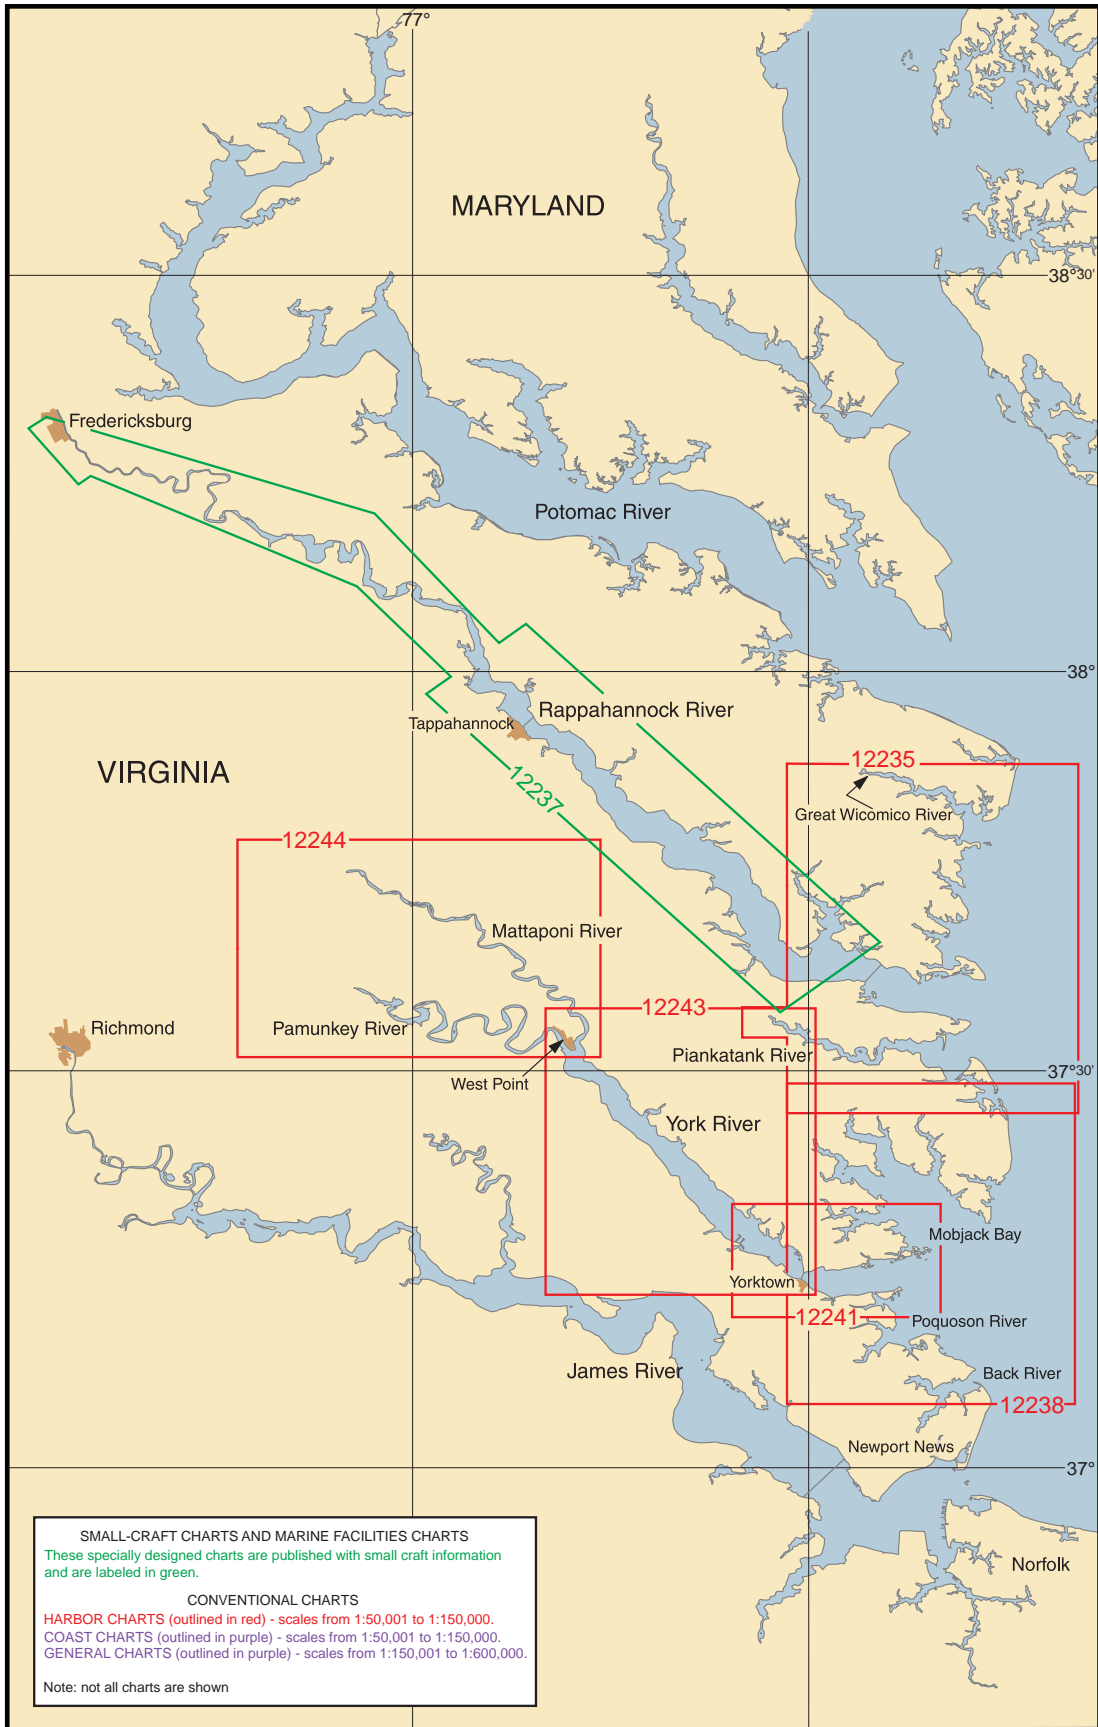 77°
MARYLAND
38°30'
Fredericksburg
Potomac River
38°
Rappahannock River
Tappahannock
VIRGINIA
12237
12235
Great Wicomico River
12244
Mattaponi River
12243
Richmond
Pamunkey River
Piankatank River
37°30'
West Point
York River
Mobjack Bay
Yorktown
12241
Poquoson River
James River
Back River
12238
Newport News
37°
Norfolk
SMALL-CRAFT CHARTS AND MARINE FACILITIES CHARTS
These specially designed charts are published with small craft information
and are labeled in green.
CONVENTIONAL CHARTS
HARBOR CHARTS (outlined in red) - scales from 1:50,001 to 1:150,000.
COAST CHARTS (outlined in purple) - scales from 1:50,001 to 1:150,000.
GENERAL CHARTS (outlined in purple) - scales from 1:150,001 to 1:600,000.
Note: not all charts are shown